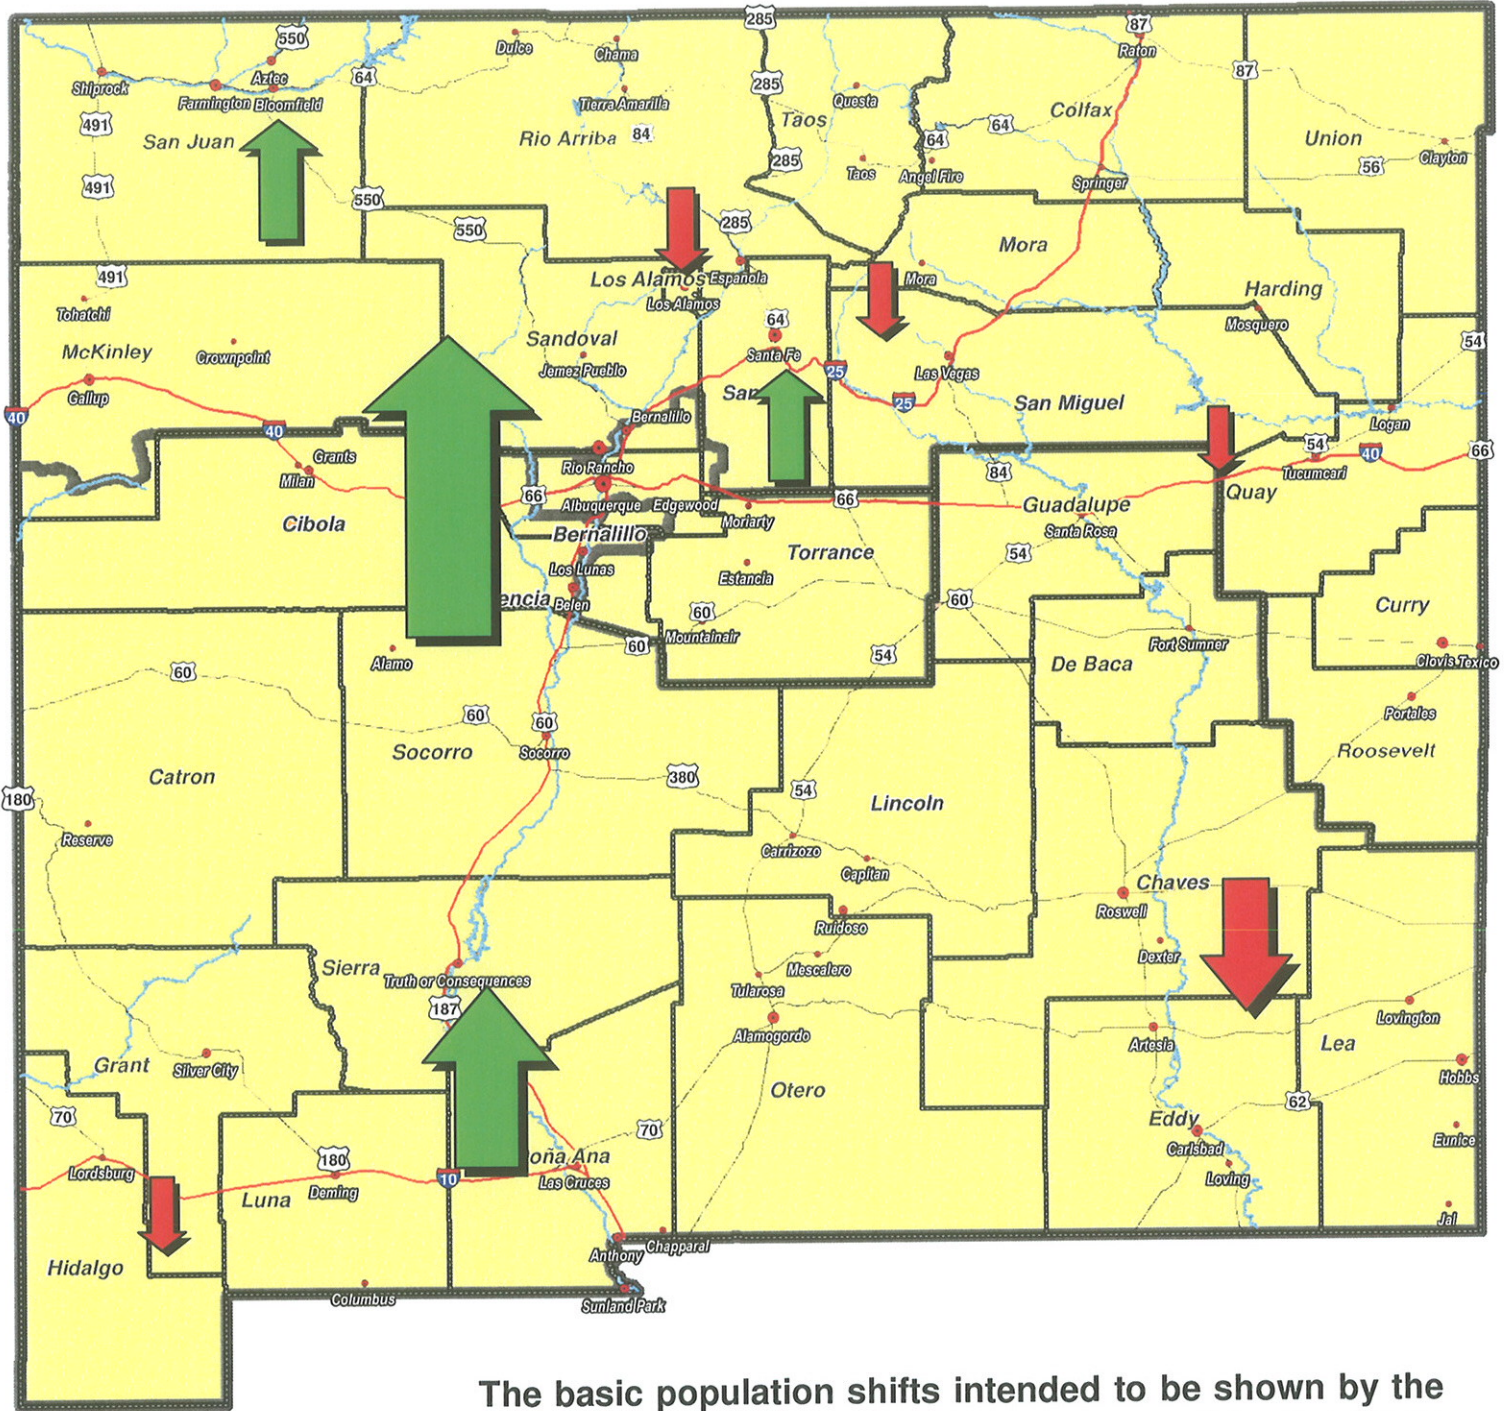 285
87
550
Dulce
Chama
Raton
Shiprock
Aztec
64
285
87
Farmington
Bloomfield
Tierra Amarilla
Questa
491
San Juan
Rio Arriba
84
Taos
64
64
Colfax
Union
Clayton
491
550
285
Taos
Angel Fire
Springer
56
550
285
Mora
491
Los Alamos
Española
Mora
Harding
Tohatchi
Los Alamos
64
Mosquero
McKinley
Crownpoint
Sandoval
Jemez Pueblo
Santa Fe
25
Las Vegas
54
Gallup
San
25
San Miguel
40
40
Bernalillo
Logan
Grants
Rio Rancho
84
54
40
66
Milan
66
Albuquerque
Edgewood
66
Tucumcari
Quay
Cibola
Bernalillo
Moriarty
Guadalupe
Santa Rosa
Los Lunas
Torrance
54
Estancia
encia
Belen
60
60
Curry
Mountainair
Fort Sumner
Alamo
60
54
De Baca
Clovis
Texico
60
60
60
Portales
Catron
Socorro
Socorro
380
54
Roosevelt
180
Lincoln
Reserve
Carrizozo
Capitan
Chaves
Roswell
Ruidoso
Sierra
Truth or Consequences
Mescalero
Dexter
187
Tularosa
Lovington
Alamogordo
Artesia
Lea
Grant
Silver City
Otero
Hobbs
70
70
Eddy
62
Carlsbad
Eunice
Lordsburg
180
10
oña Ana
Las Cruces
Loving
Luna
Deming
Jal
Hidalgo
Anthony
Chapparal
Columbus
Sunland Park
The basic population shifts intended to be shown by the